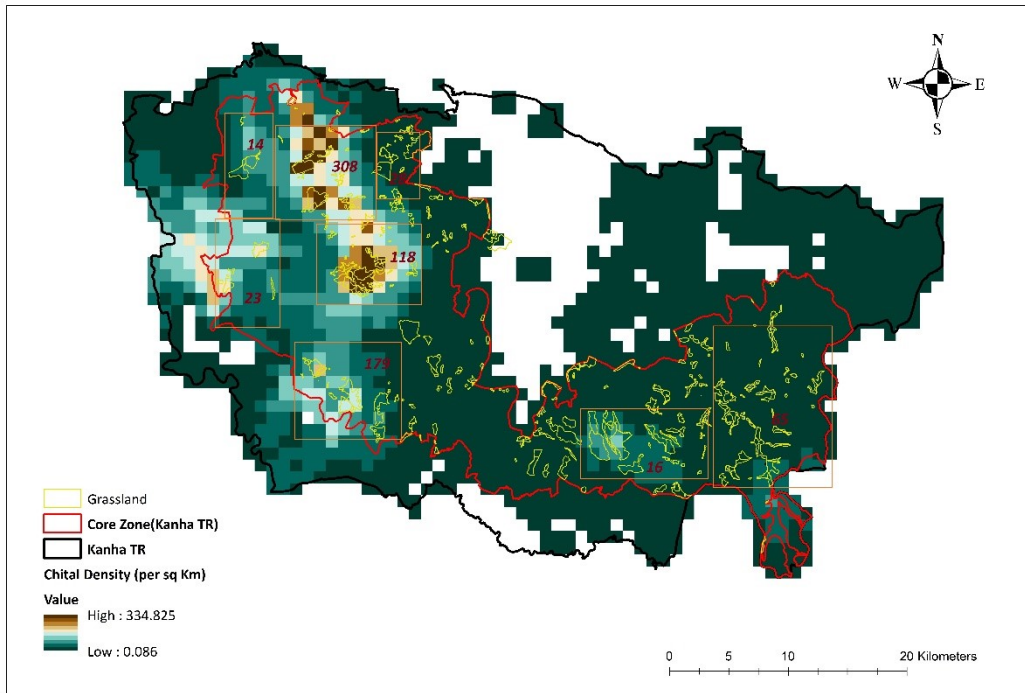 N
W E
S
14
308
118
23
179
16
Grassland
Core Zone(Kanha TR)
Kanha TR
Chital Density (per sq Km)
Value
High : 334.825
Low : 0.086
0 5 10 20 Kilometers